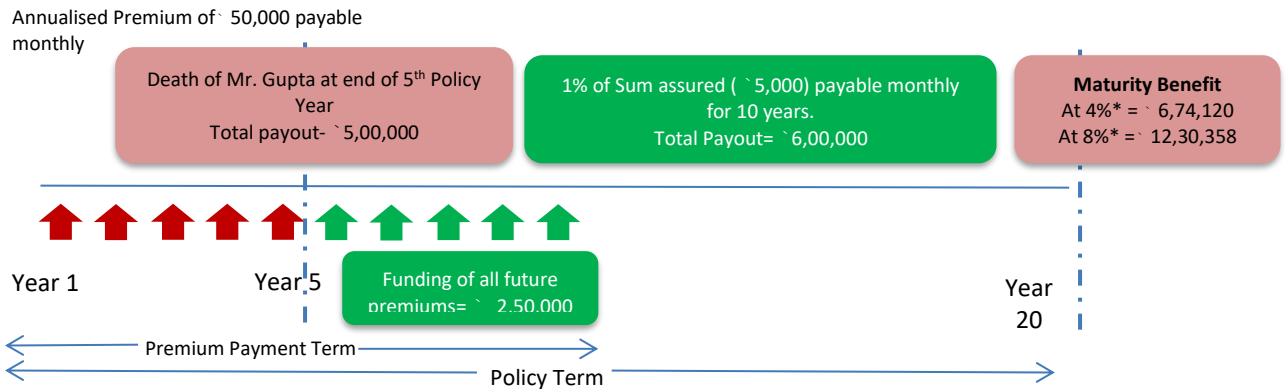 Annualised Premium of` 50,000 payable
monthly
Death of Mr. Gupta at end of 5th Policy
Year
Total payout- ` 5,00,000
1% of Sum assured ( ` 5,000) payable monthly
for 10 years.
Total Payout= ` 6,00,000
Maturity Benefit
At 4%* = ` 6,74,120
At 8%* = ` 12,30,358
Year 1
Year 5
Funding of all future
premiums= ` 2,50,000
Year
20
Premium Payment Term
Policy Term